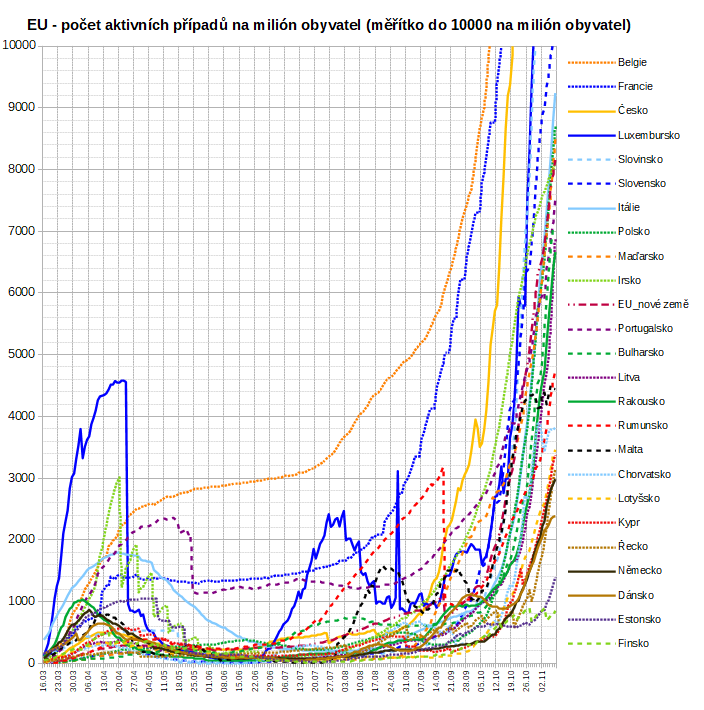 EU - počet aktivních případů na milión obyvatel (měřítko do 10000 na milión obyvatel)
10000
9000
8000
7000
6000
5000
4000
3000
2000
1000
0
16.03
23.03
30.03
06.04
13.04
20.04
27.04
04.05
11.05
18.05
25.05
01.06
08.06
15.06
22.06
29.06
06.07
13.07
20.07
27.07
03.08
10.08
17.08
24.08
31.08
07.09
14.09
21.09
28.09
05.10
12.10
19.10
26.10
02.11
Belgie
Francie
Česko
Luxembursko
Slovinsko
Slovensko
Itálie
Polsko
Maďarsko
Irsko
EU_nové země
Portugalsko
Bulharsko
Litva
Rakousko
Rumunsko
Malta
Chorvatsko
Lotyšsko
Kypr
Řecko
Německo
Dánsko
Estonsko
Finsko